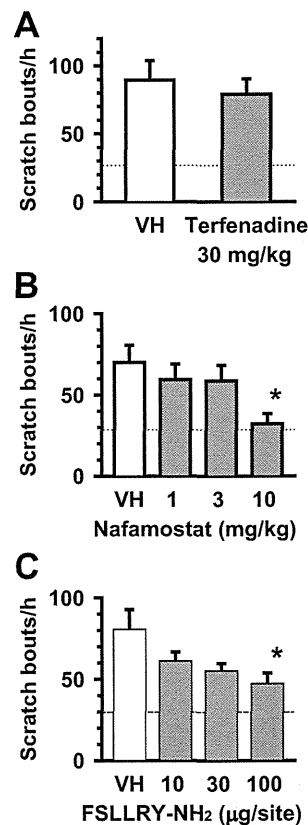 A
Scratch bouts/h
100
50
0
VH Terfenadine
30 mg/kg
B
Scratch bouts/h
100
50
0
*
VH 1 3 10
Nafamostat (mg/kg)
C
Scratch bouts/h
100
50
0
*
VH 10 30 100
FSLLRY-NH₂ (μg/site)